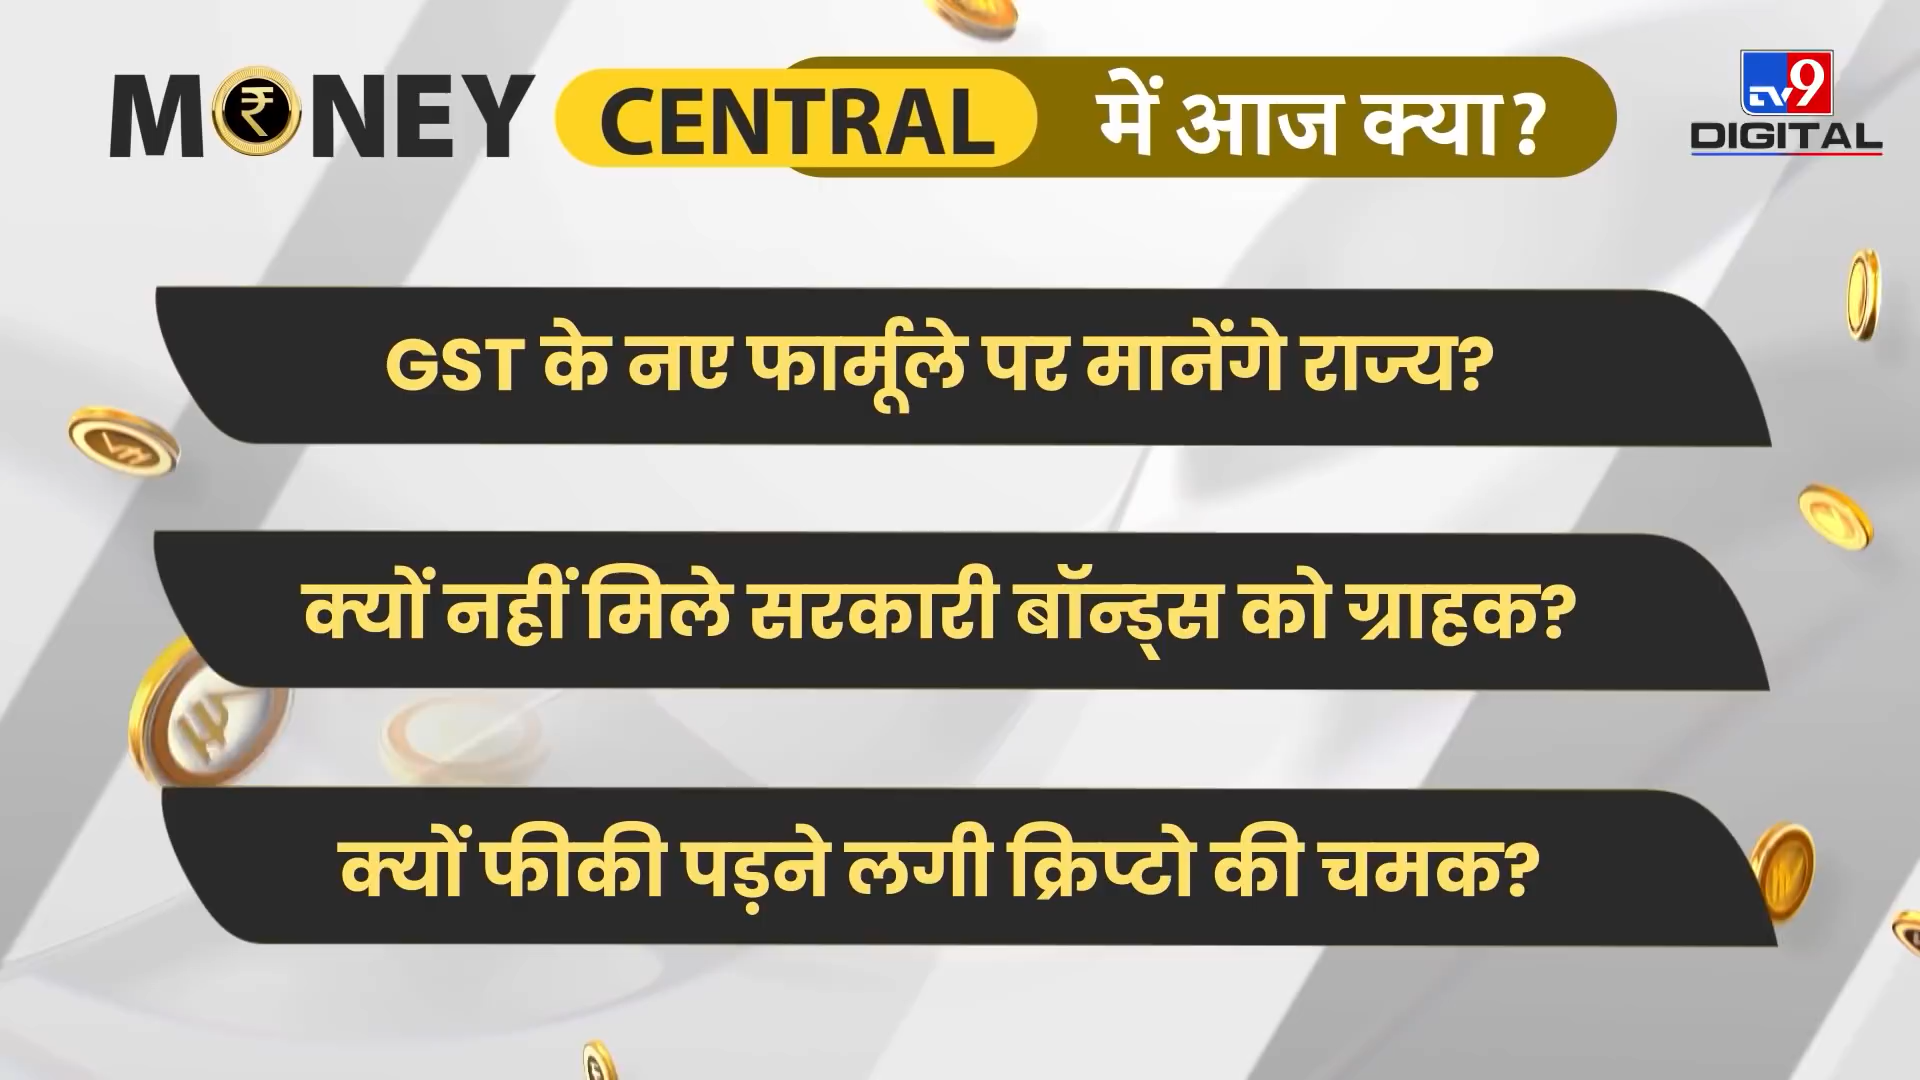 MONEY CENTRAL में आज क्या?
TV9
DIGITAL
GST के नए फार्मूले पर मानेंगे राज्य?
क्यों नहीं मिले सरकारी बॉन्ड्स को ग्राहक?
क्यों फीकी पड़ने लगी क्रिप्टो की चमक?